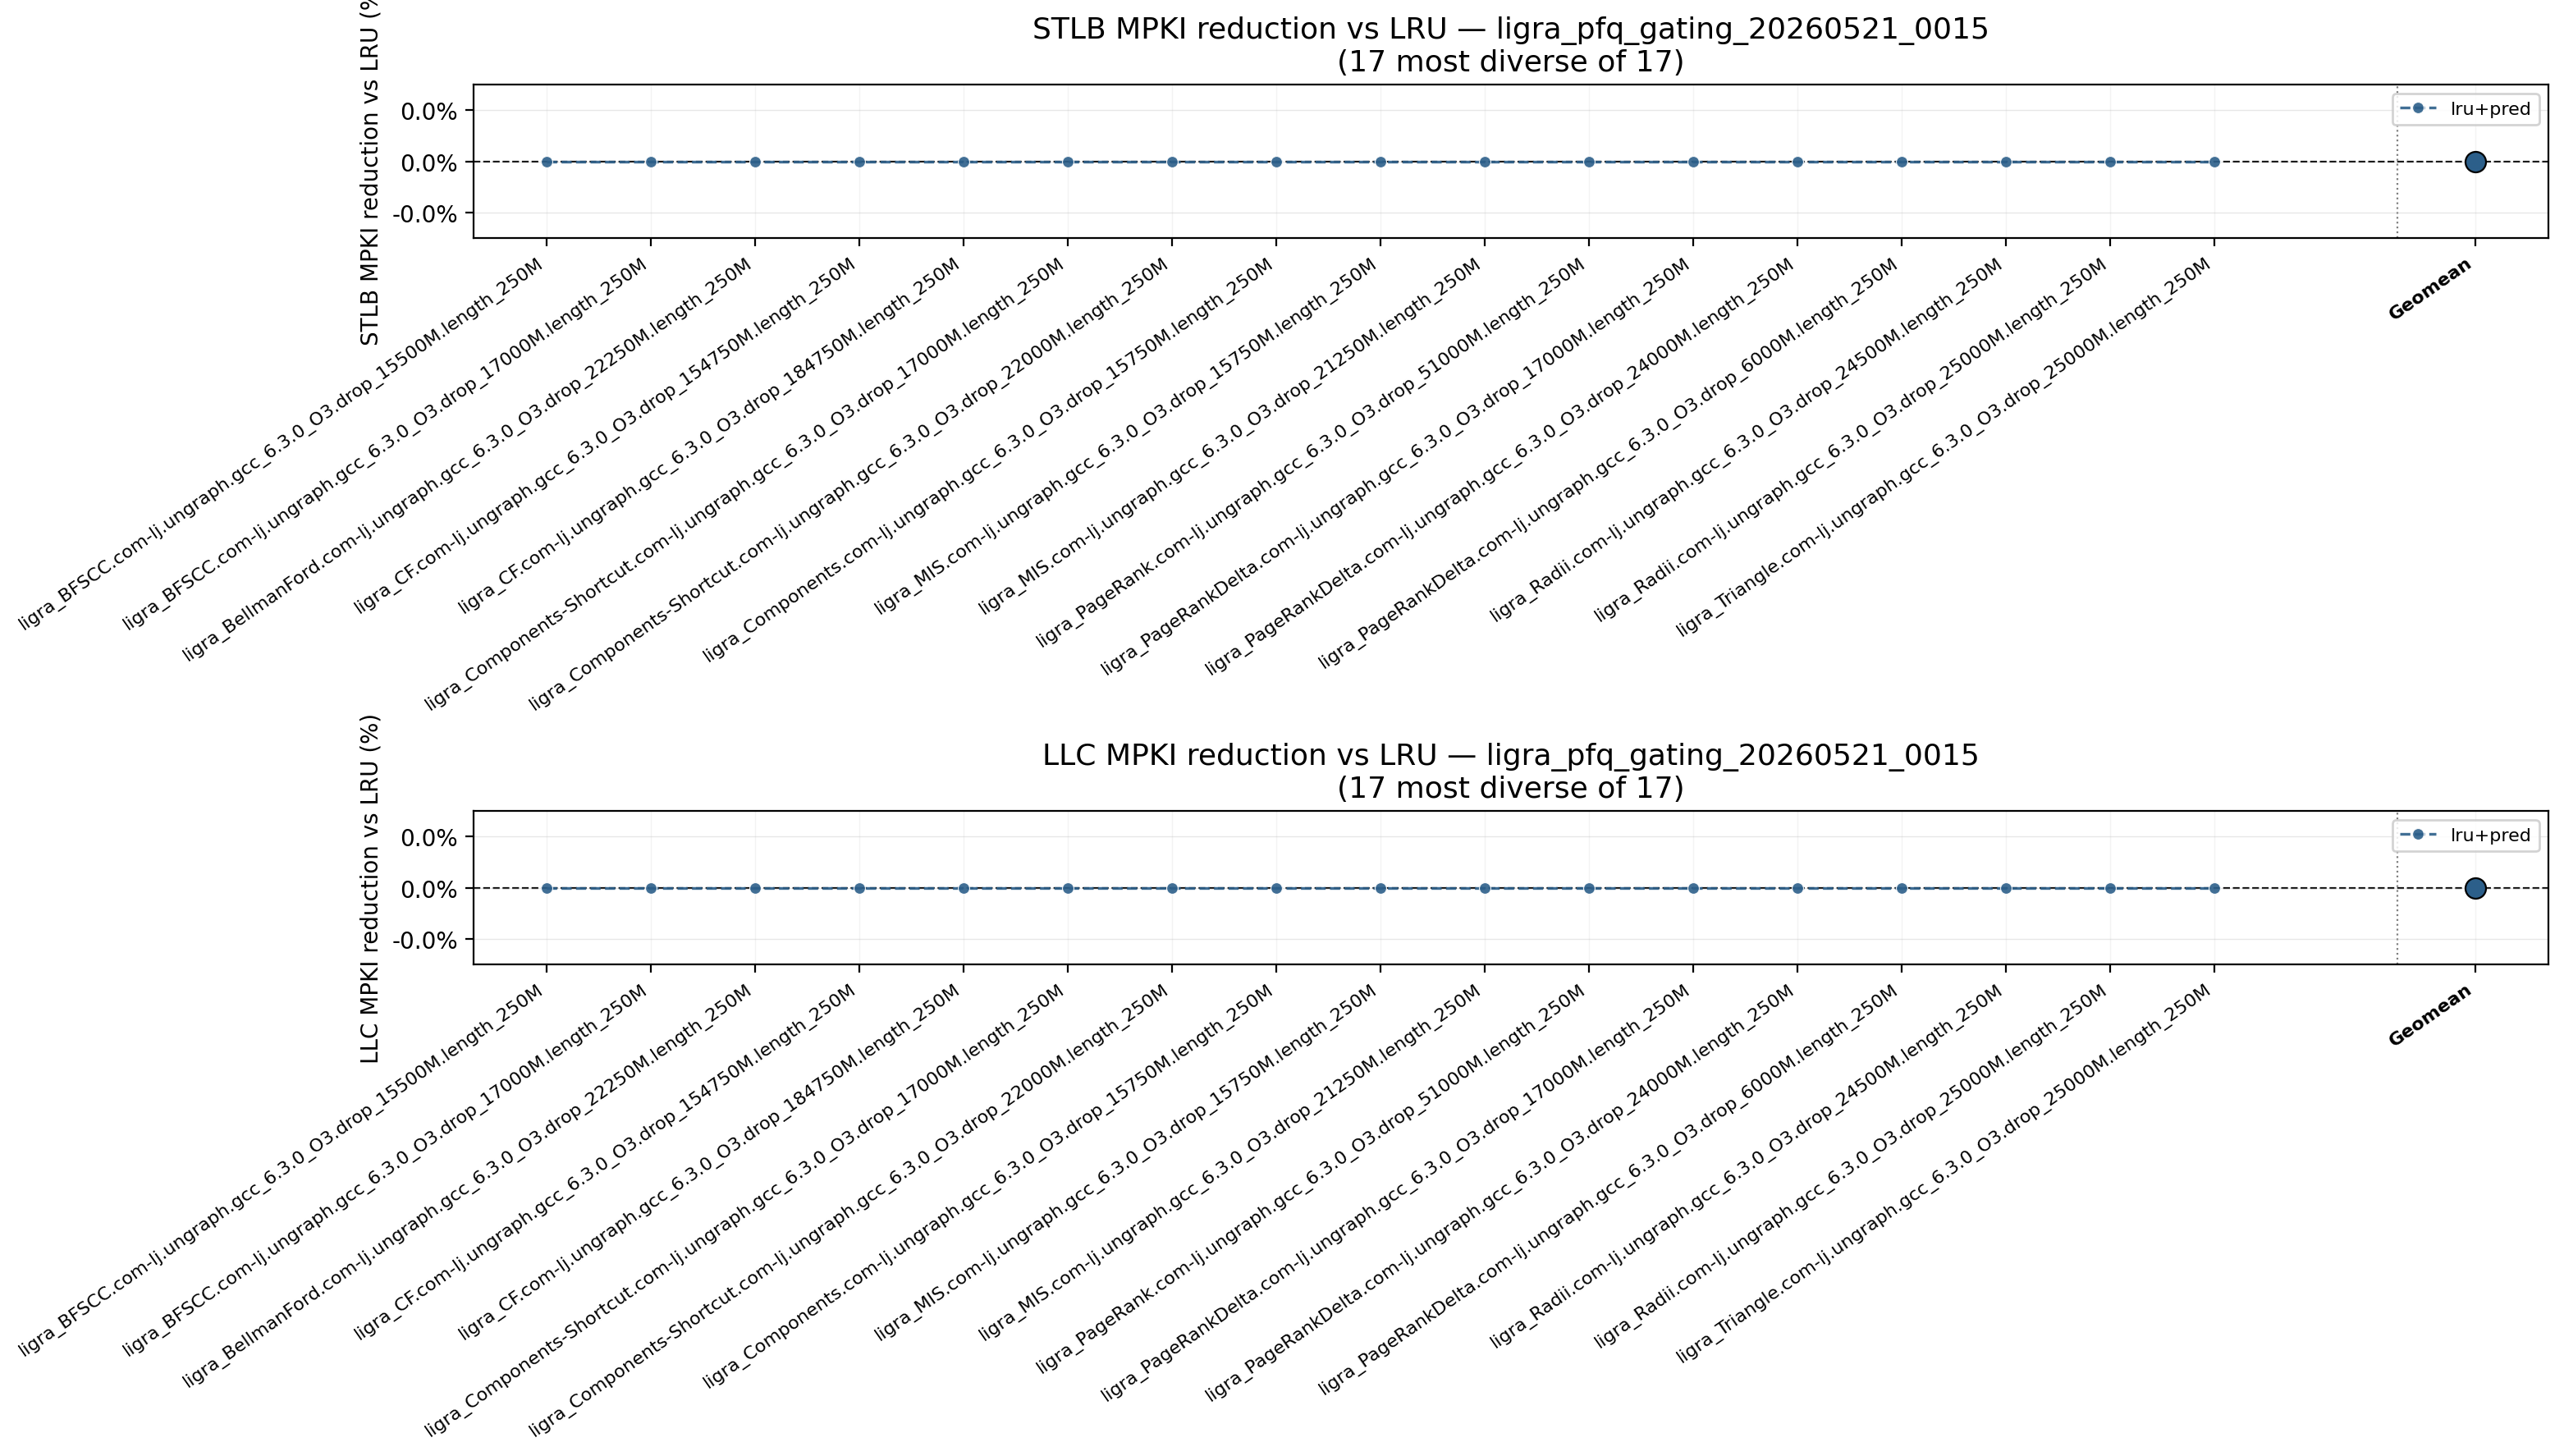 STLB MPKI reduction vs LRU — ligra_pfq_gating_20260521_0015
(17 most diverse of 17)
STLB MPKI reduction vs LRU (%
0.0%
0.0%
-0.0%
lru+pred
ligra_BFSCC.com-lj.ungraph.gcc_6.3.0_O3.drop_15500M.length_250M
ligra_BFSCC.com-lj.ungraph.gcc_6.3.0_O3.drop_17000M.length_250M
ligra_BellmanFord.com-lj.ungraph.gcc_6.3.0_O3.drop_22250M.length_250M
ligra_CF.com-lj.ungraph.gcc_6.3.0_O3.drop_154750M.length_250M
ligra_CF.com-lj.ungraph.gcc_6.3.0_O3.drop_184750M.length_250M
ligra_Components-Shortcut.com-lj.ungraph.gcc_6.3.0_O3.drop_17000M.length_250M
ligra_Components-Shortcut.com-lj.ungraph.gcc_6.3.0_O3.drop_22000M.length_250M
ligra_Components.com-lj.ungraph.gcc_6.3.0_O3.drop_15750M.length_250M
ligra_MIS.com-lj.ungraph.gcc_6.3.0_O3.drop_15750M.length_250M
ligra_MIS.com-lj.ungraph.gcc_6.3.0_O3.drop_21250M.length_250M
ligra_PageRank.com-lj.ungraph.gcc_6.3.0_O3.drop_51000M.length_250M
ligra_PageRankDelta.com-lj.ungraph.gcc_6.3.0_O3.drop_17000M.length_250M
ligra_PageRankDelta.com-lj.ungraph.gcc_6.3.0_O3.drop_24000M.length_250M
ligra_PageRankDelta.com-lj.ungraph.gcc_6.3.0_O3.drop_6000M.length_250M
ligra_Radii.com-lj.ungraph.gcc_6.3.0_O3.drop_24500M.length_250M
ligra_Radii.com-lj.ungraph.gcc_6.3.0_O3.drop_25000M.length_250M
ligra_Triangle.com-lj.ungraph.gcc_6.3.0_O3.drop_25000M.length_250M
Geomean
LLC MPKI reduction vs LRU — ligra_pfq_gating_20260521_0015
(17 most diverse of 17)
LLC MPKI reduction vs LRU (%)
0.0%
0.0%
-0.0%
lru+pred
ligra_BFSCC.com-lj.ungraph.gcc_6.3.0_O3.drop_15500M.length_250M
ligra_BFSCC.com-lj.ungraph.gcc_6.3.0_O3.drop_17000M.length_250M
ligra_BellmanFord.com-lj.ungraph.gcc_6.3.0_O3.drop_22250M.length_250M
ligra_CF.com-lj.ungraph.gcc_6.3.0_O3.drop_154750M.length_250M
ligra_CF.com-lj.ungraph.gcc_6.3.0_O3.drop_184750M.length_250M
ligra_Components-Shortcut.com-lj.ungraph.gcc_6.3.0_O3.drop_17000M.length_250M
ligra_Components-Shortcut.com-lj.ungraph.gcc_6.3.0_O3.drop_22000M.length_250M
ligra_Components.com-lj.ungraph.gcc_6.3.0_O3.drop_15750M.length_250M
ligra_MIS.com-lj.ungraph.gcc_6.3.0_O3.drop_15750M.length_250M
ligra_MIS.com-lj.ungraph.gcc_6.3.0_O3.drop_21250M.length_250M
ligra_PageRank.com-lj.ungraph.gcc_6.3.0_O3.drop_51000M.length_250M
ligra_PageRankDelta.com-lj.ungraph.gcc_6.3.0_O3.drop_17000M.length_250M
ligra_PageRankDelta.com-lj.ungraph.gcc_6.3.0_O3.drop_24000M.length_250M
ligra_PageRankDelta.com-lj.ungraph.gcc_6.3.0_O3.drop_6000M.length_250M
ligra_Radii.com-lj.ungraph.gcc_6.3.0_O3.drop_24500M.length_250M
ligra_Radii.com-lj.ungraph.gcc_6.3.0_O3.drop_25000M.length_250M
ligra_Triangle.com-lj.ungraph.gcc_6.3.0_O3.drop_25000M.length_250M
Geomean